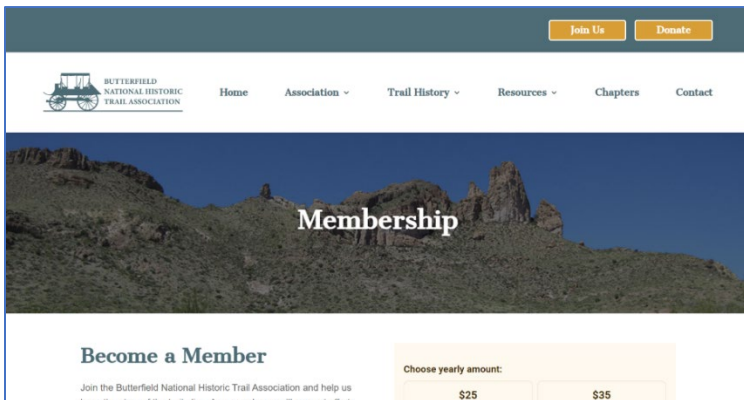 Join Us
Donate
BUTTERFIELD
NATIONAL HISTORIC
TRAIL ASSOCIATION
Home
Association
Trail History
Resources
Chapters
Contact
Membership
Become a Member
Choose yearly amount:
Join the Butterfield National Historic Trail Association and help us
$25
$35